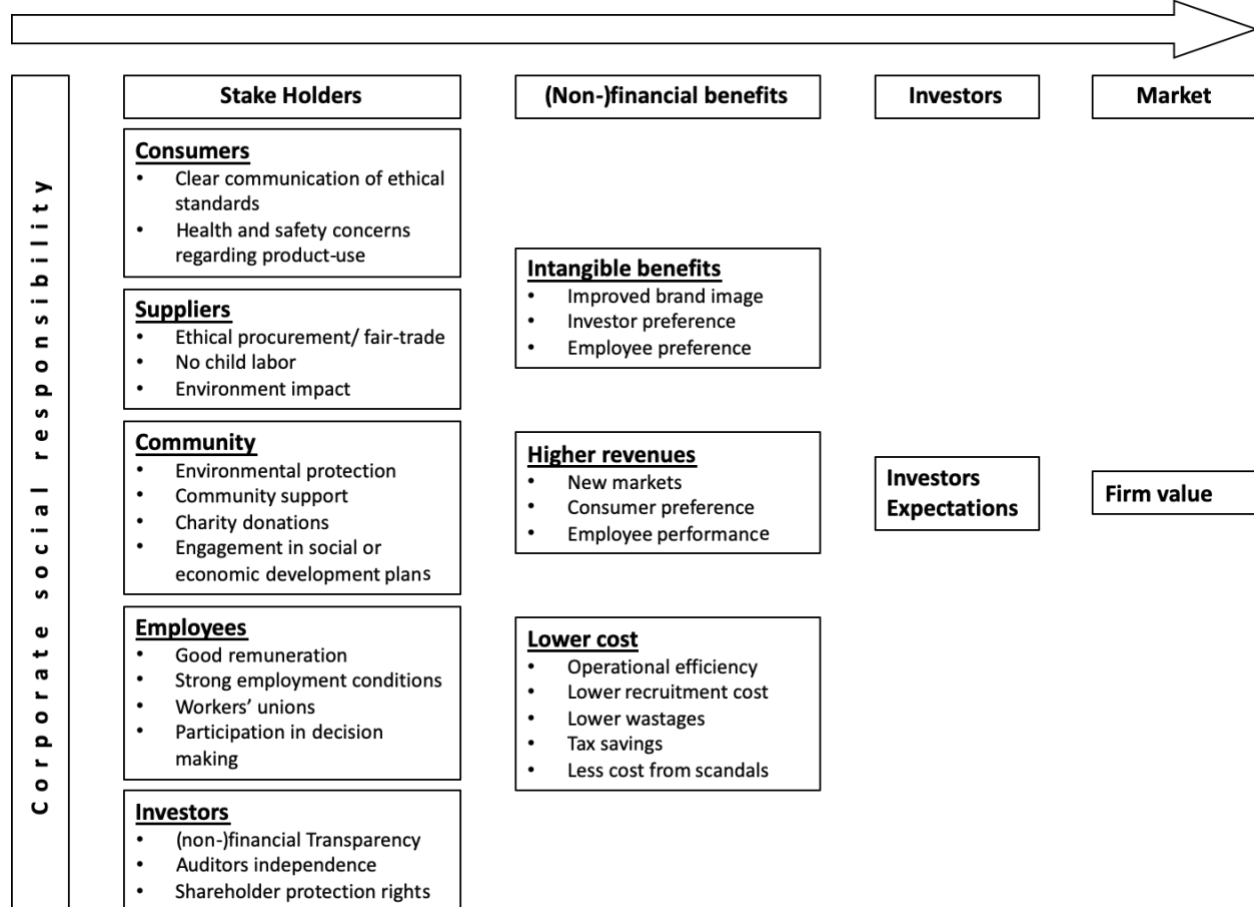 Corporate social responsibility
Stake Holders
Consumers
• Clear communication of ethical
standards
• Health and safety concerns
regarding product-use
Suppliers
• Ethical procurement/ fair-trade
• No child labor
• Environment impact
Community
• Environmental protection
• Community support
• Charity donations
• Engagement in social or
economic development plans
Employees
• Good remuneration
• Strong employment conditions
• Workers’ unions
• Participation in decision
making
Investors
• (non-)financial Transparency
• Auditors independence
• Shareholder protection rights
(Non-)financial benefits
Intangible benefits
• Improved brand image
• Investor preference
• Employee preference
Higher revenues
• New markets
• Consumer preference
• Employee performance
Lower cost
• Operational efficiency
• Lower recruitment cost
• Lower wastages
• Tax savings
• Less cost from scandals
Investors
Investors
Expectations
Market
Firm value